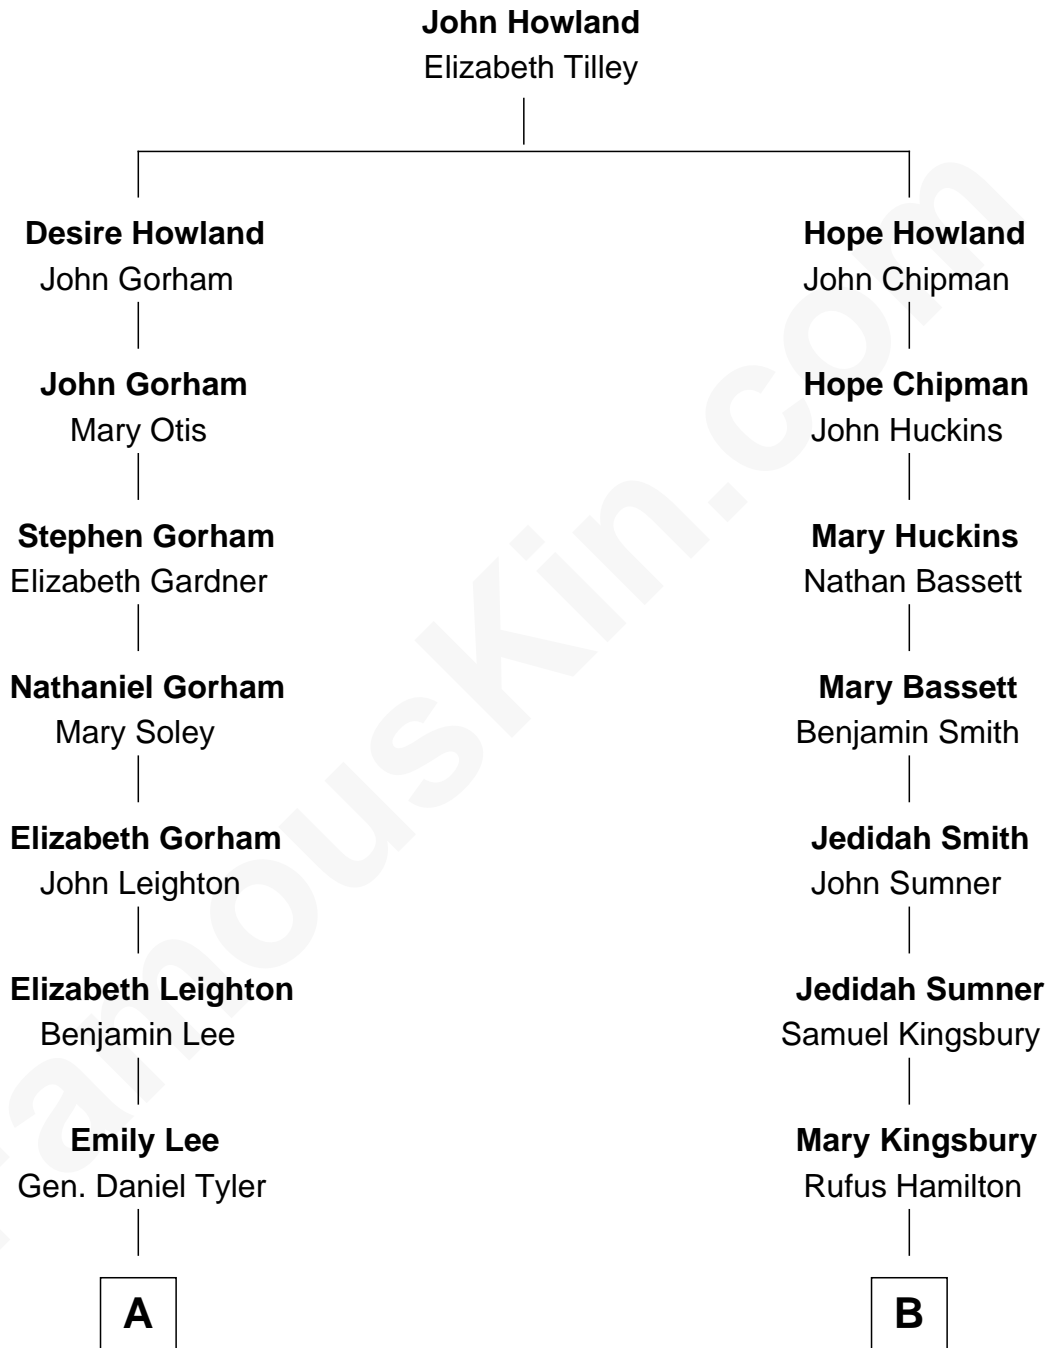 John Howland
Elizabeth Tilley
Desire Howland
John Gorham
Hope Howland
John Chipman
John Gorham
Mary Otis
Hope Chipman
John Huckins
Stephen Gorham
Elizabeth Gardner
Mary Huckins
Nathan Bassett
Nathaniel Gorham
Mary Soley
Mary Bassett
Benjamin Smith
Elizabeth Gorham
John Leighton
Jedidah Smith
John Sumner
Elizabeth Leighton
Benjamin Lee
Jedidah Sumner
Samuel Kingsbury
Emily Lee
Gen. Daniel Tyler
Mary Kingsbury
Rufus Hamilton
A
B
FamousKin.com